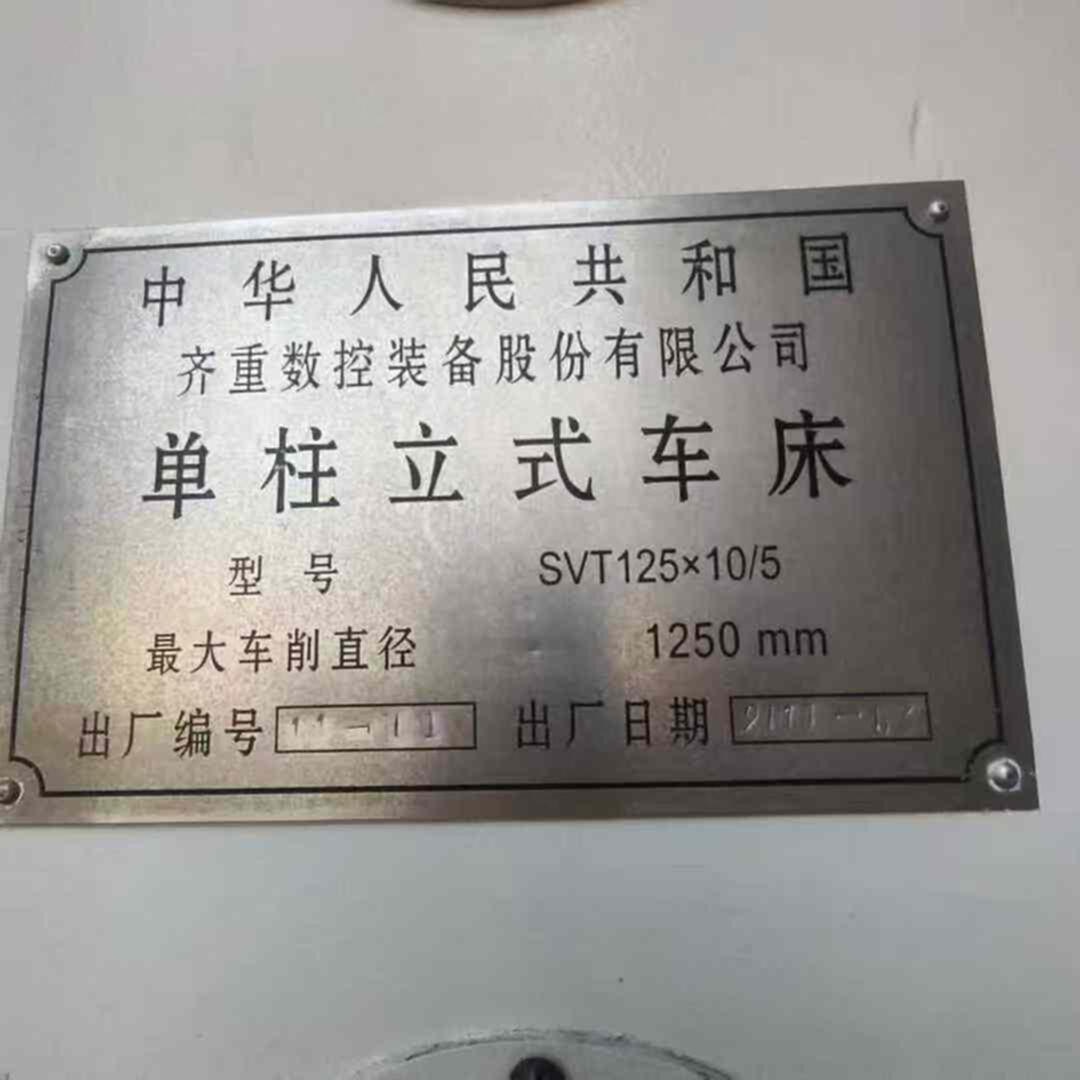 中华人民共和国
齐重数控装备股份有限公司
单柱立式车床
型号 SVT125×10/5
最大车削直径 1250 mm
出厂编号 出厂日期